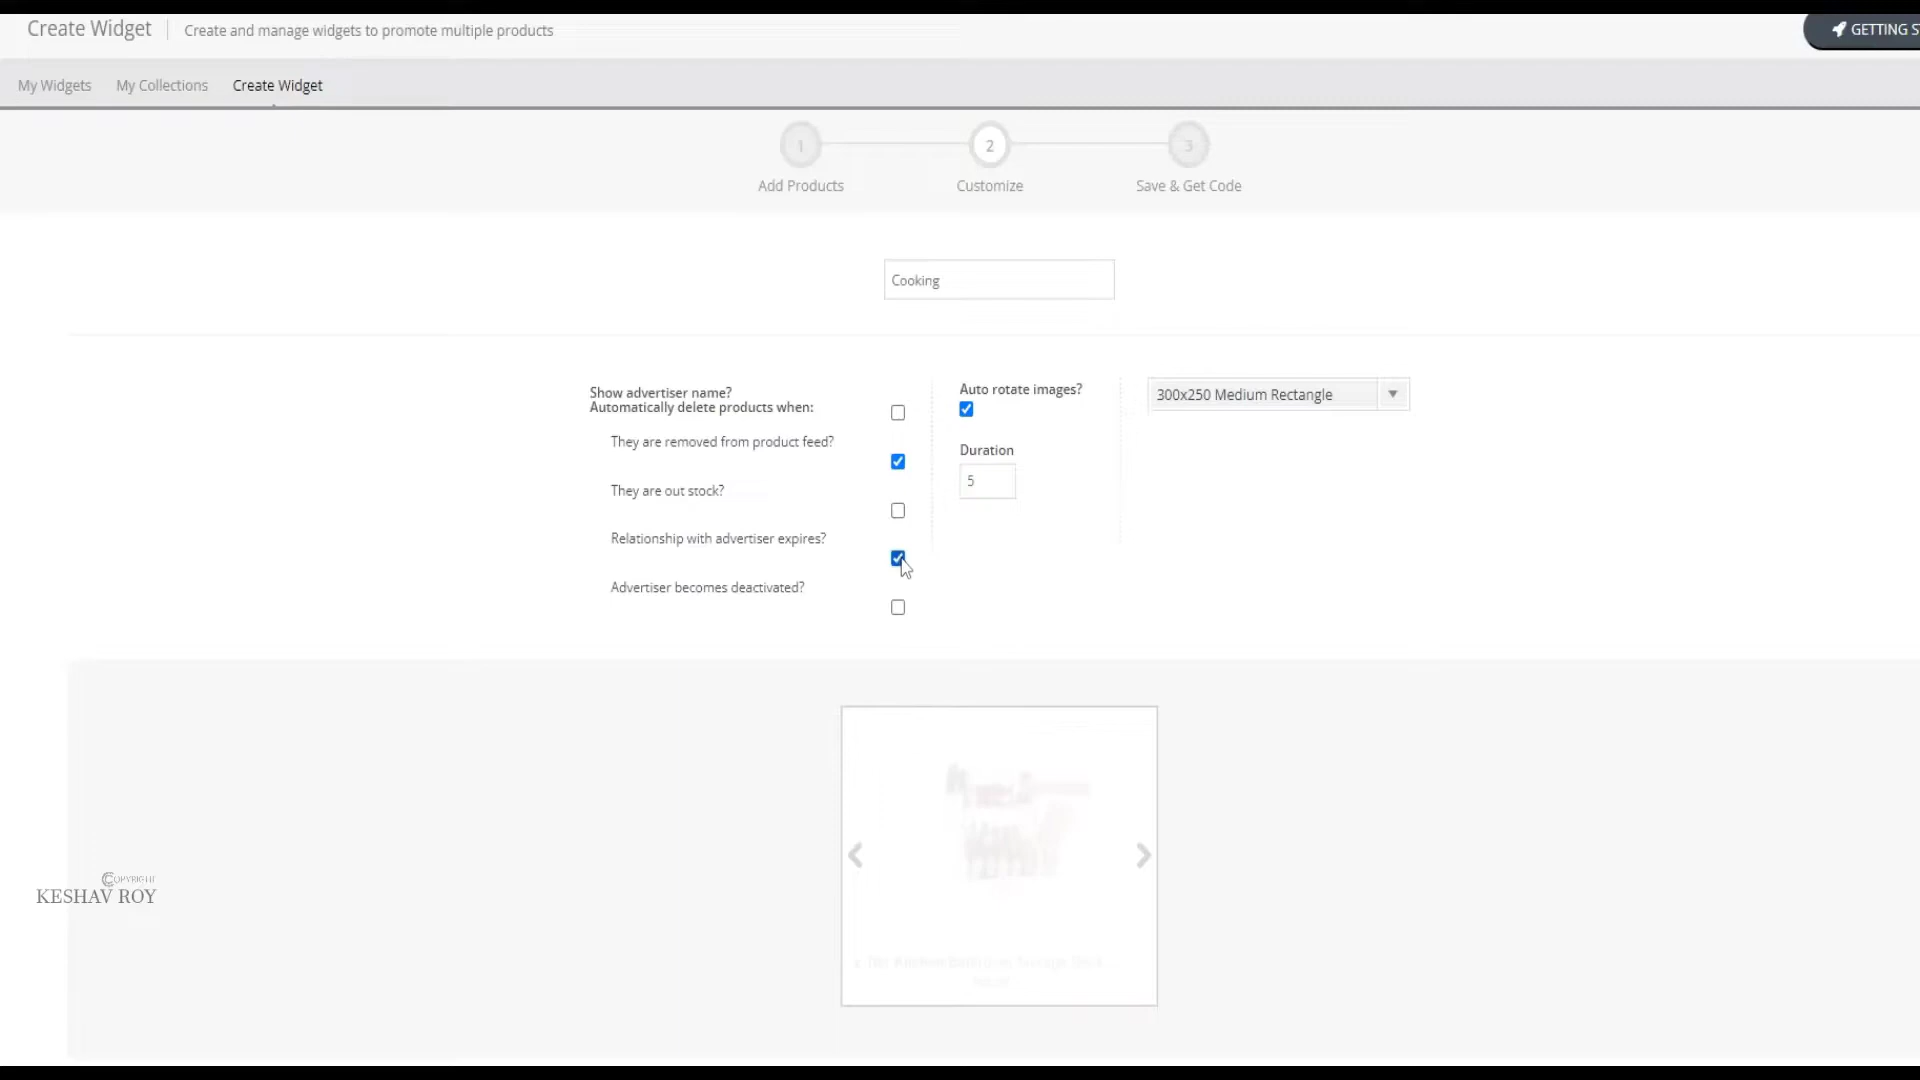 Create Widget
Create and manage widgets to promote multiple products
GETTING S
My Widgets
My Collections
Create Widget
1
2
3
Add Products
Customize
Save & Get Code
Cooking
Show advertiser name?
Automatically delete products when:
They are removed from product feed?
They are out stock?
Relationship with advertiser expires?
Advertiser becomes deactivated?
Auto rotate images?
Duration
5
300x250 Medium Rectangle
COPYRIGHT
KESHAV ROY